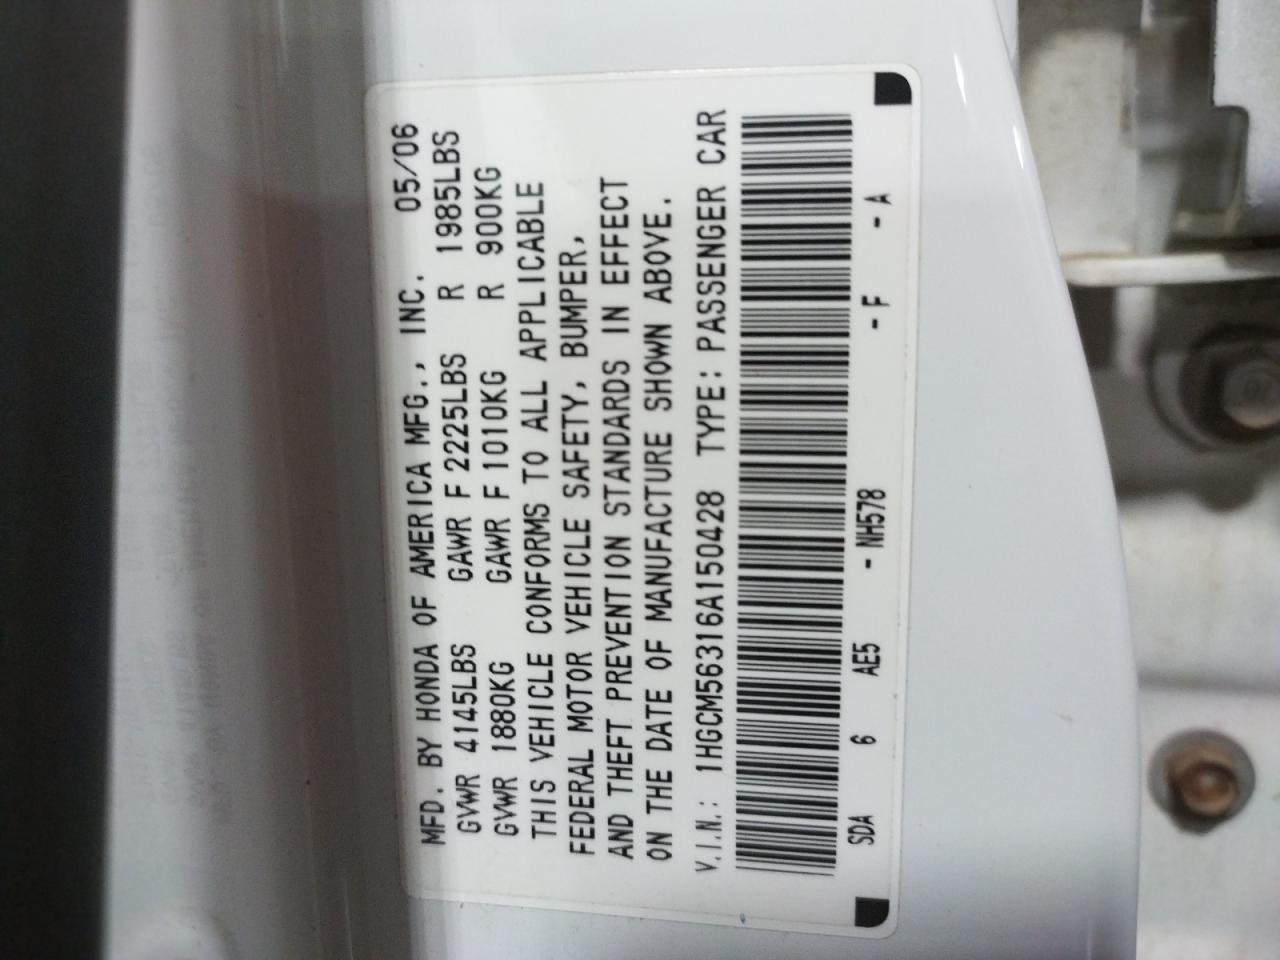 MFD. BY HONDA OF AMERICA MFG., INC. 05/06
GVWR 4145LBS GAWR F 2225LBS R 1985LBS
GVWR 1880KG GAWR F 1010KG R 900KG
THIS VEHICLE CONFORMS TO ALL APPLICABLE
FEDERAL MOTOR VEHICLE SAFETY, BUMPER,
AND THEFT PREVENTION STANDARDS IN EFFECT
ON THE DATE OF MANUFACTURE SHOWN ABOVE.
V.I.N.: 1HGCM56316A150428 TYPE: PASSENGER CAR
SDA 6 AE5 - NH578 - F - A